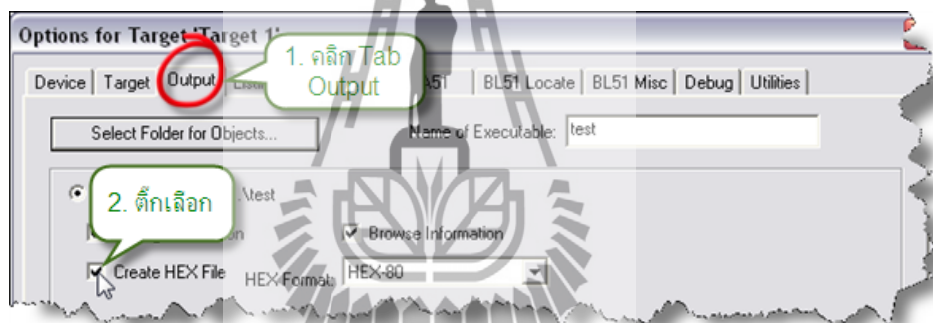 Options for Target 'Target 1'
1. คลิก Tab
Output
Device Target Output A51 BL51 Locate BL51 Misc Debug Utilities
Select Folder for Objects... Name of Executable: test
2. ติ๊กเลือก
.\test
Browse Information
Create HEX File HEX Format: HEX-80